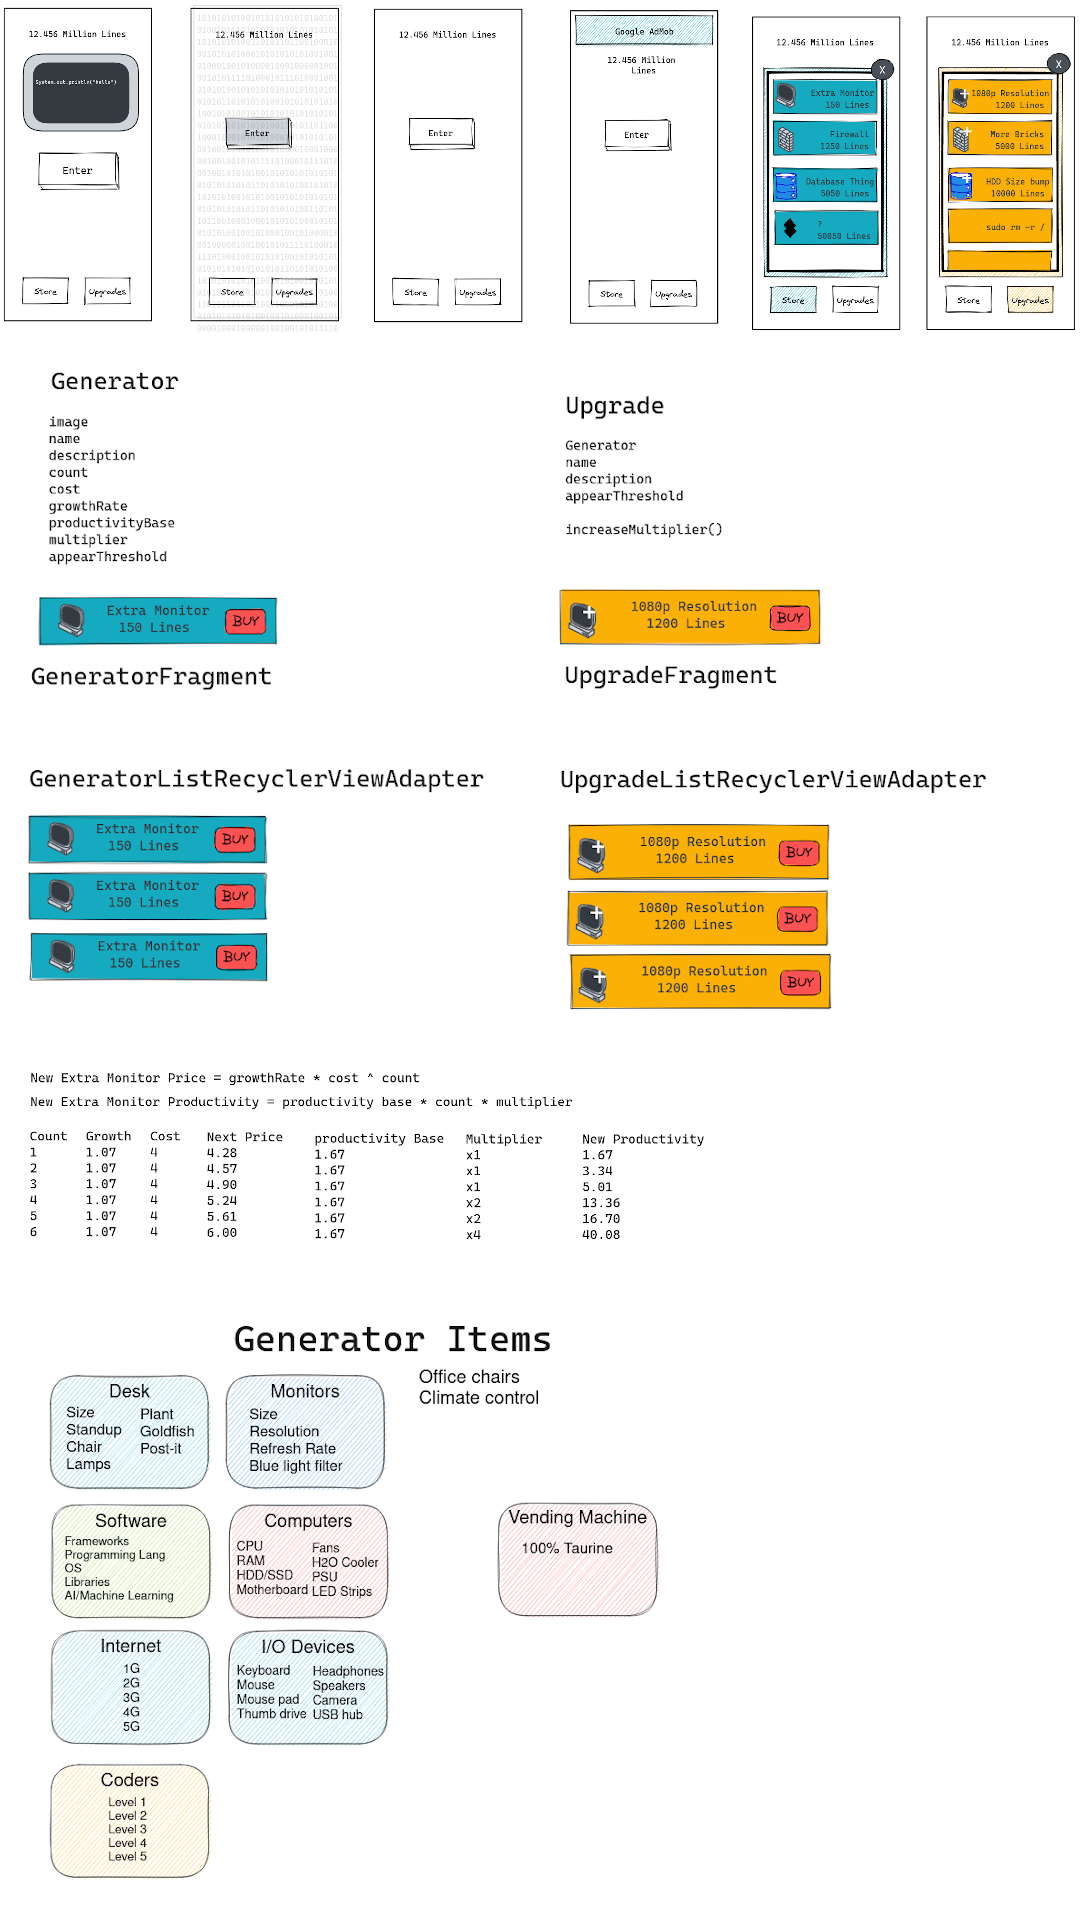 12.456 Million Lines
System.out.println("hello")
Enter
Store
Upgrades
12.456 Million Lines
Enter
Store
Upgrades
12.456 Million Lines
Enter
Store
Upgrades
Google AdMob
12.456 Million
Lines
Enter
Store
Upgrades
12.456 Million Lines
X
Extra Monitor
150 Lines
Firewall
1250 Lines
Database Thing
5050 Lines
?
50050 Lines
Store
Upgrades
12.456 Million Lines
X
1080p Resolution
1200 Lines
More Bricks
5000 Lines
HDD Size bump
10000 Lines
sudo rm -r /
Store
Upgrades
Generator
image
name
description
count
cost
growthRate
productivityBase
multiplier
appearThreshold
Upgrade
Generator
name
description
appearThreshold
increaseMultiplier()
Extra Monitor
150 Lines
BUY
GeneratorFragment
1080p Resolution
1200 Lines
BUY
UpgradeFragment
GeneratorListRecyclerViewAdapter
Extra Monitor
150 Lines
BUY
Extra Monitor
150 Lines
BUY
Extra Monitor
150 Lines
BUY
UpgradeListRecyclerViewAdapter
1080p Resolution
1200 Lines
BUY
1080p Resolution
1200 Lines
BUY
1080p Resolution
1200 Lines
BUY
New Extra Monitor Price = growthRate * cost ^ count
New Extra Monitor Productivity = productivity base * count * multiplier
Count Growth Cost Next Price productivity Base Multiplier New Productivity
1 1.07 4 4.28 1.67 x1 1.67
2 1.07 4 4.57 1.67 x1 3.34
3 1.07 4 4.90 1.67 x1 5.01
4 1.07 4 5.24 1.67 x2 13.36
5 1.07 4 5.61 1.67 x2 16.70
6 1.07 4 6.00 1.67 x4 40.08
Generator Items
Office chairs
Climate control
Desk
Size
Standup
Chair
Lamps
Plant
Goldfish
Post-it
Monitors
Size
Resolution
Refresh Rate
Blue light filter
Software
Frameworks
Programming Lang
OS
Libraries
AI/Machine Learning
Computers
CPU
RAM
HDD/SSD
Motherboard
Fans
H2O Cooler
PSU
LED Strips
Vending Machine
100% Taurine
Internet
1G
2G
3G
4G
5G
I/O Devices
Keyboard
Mouse
Mouse pad
Thumb drive
Headphones
Speakers
Camera
USB hub
Coders
Level 1
Level 2
Level 3
Level 4
Level 5